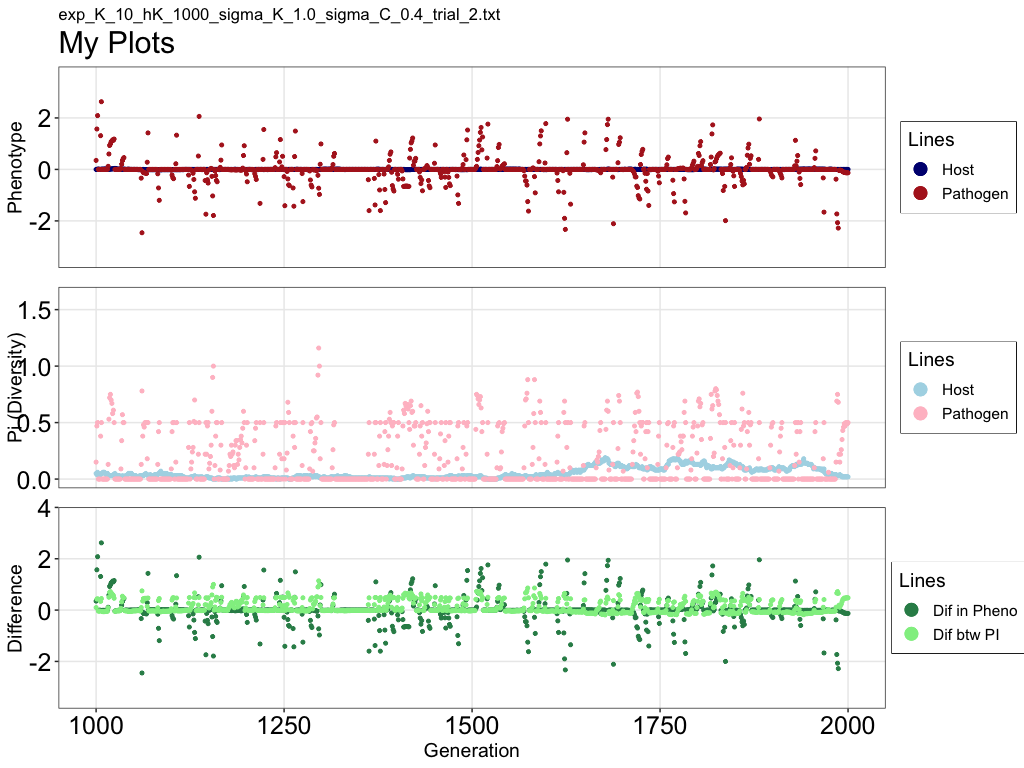 exp_K_10_hK_1000_sigma_K_1.0_sigma_C_0.4_trial_2.txt
My Plots
Phenotype
2
0
-2
Lines
Host
Pathogen
Pi (Diversity)
1.5
1.0
0.5
0.0
Lines
Host
Pathogen
Difference
4
2
0
-2
Lines
Dif in Pheno
Dif btw PI
1000 1250 1500 1750 2000
Generation